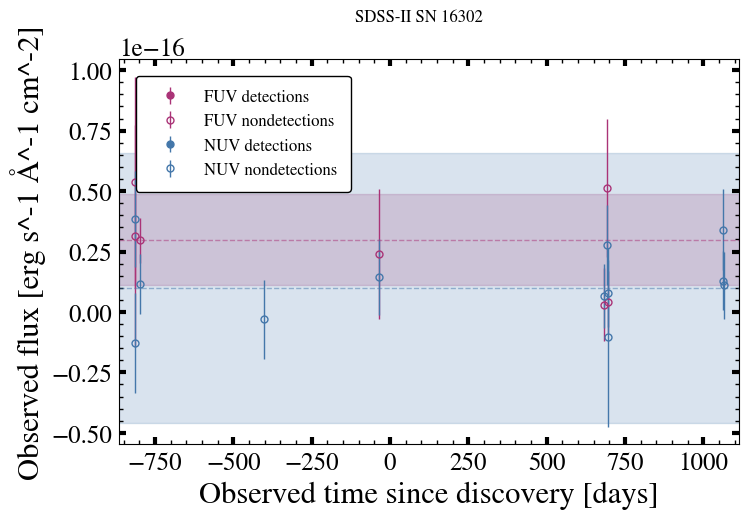 SDSS-II SN 16302
1e−16
FUV detections
FUV nondetections
NUV detections
NUV nondetections
1.00
0.75
0.50
0.25
0.00
−0.25
−0.50
Observed flux [erg s^-1 Å^-1 cm^-2]
−750 −500 −250 0 250 500 750 1000
Observed time since discovery [days]